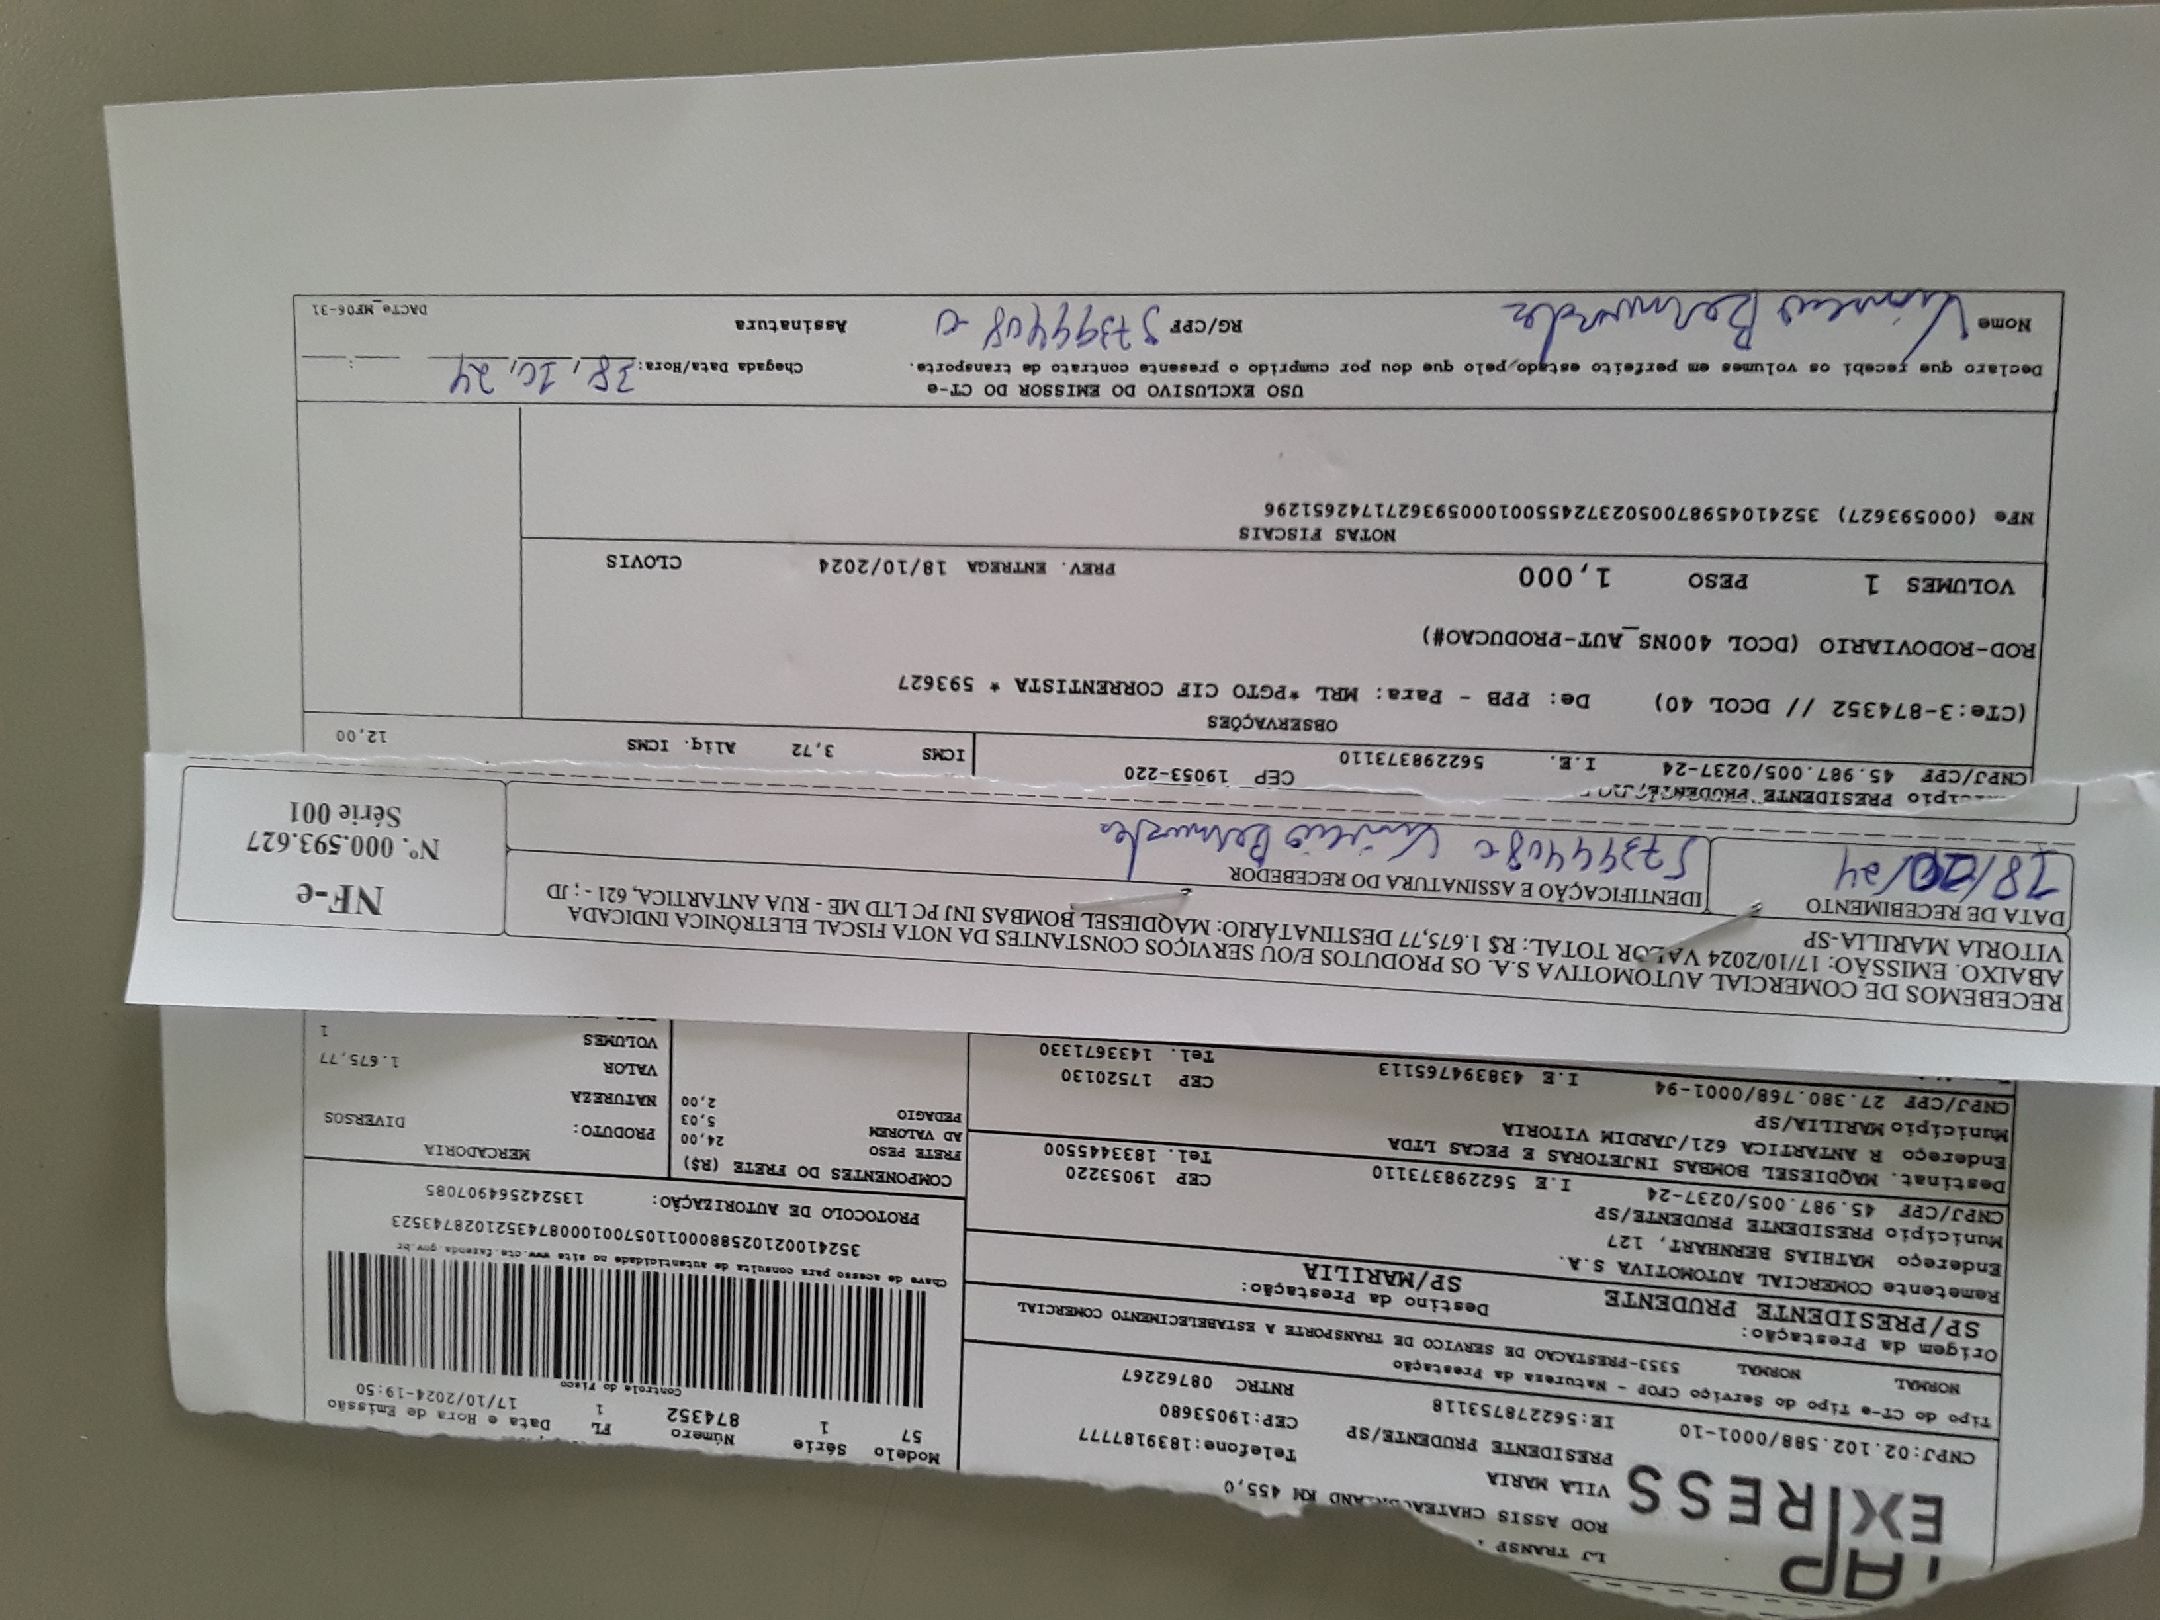 LJ TRANSP
EXPRESS
ROD ASSIS CHATEAUBRIAND KM 455,0
VILA MARIA
PRESIDENTE PRUDENTE/SP
Telefone:1839187777
CEP:19053680
CNPJ:02.102.588/0001-10 IE:562278753118 RNTRC 08762267
Tipo do CT-e Tipo do Serviço CFOP - Natureza da Prestação
NORMAL NORMAL 5353-PRESTACAO DE SERVICO DE TRANSPORTE A ESTABELECIMENTO COMERCIAL
Origem da Prestação: Destino da Prestação:
SP/PRESIDENTE PRUDENTE SP/MARILIA
Remetente COMERCIAL AUTOMOTIVA S.A.
Endereço MATHIAS BERNHART, 127
Município PRESIDENTE PRUDENTE/SP CEP 19053220
CNPJ/CPF 45.987.005/0237-24 I.E 562298373110 Tel. 183445500
Destinat. MAQDIESEL BOMBAS INJETORAS E PECAS LTDA
Endereço R ANTARTICA 621/JARDIM VITORIA
Município MARILIA/SP CEP 17520130
CNPJ/CPF 27.380.768/0001-94 I.E 438394765113 Tel. 1433671330
Modelo Série Número FL Data e Hora de Emissão
57 1 874352 1 17/10/2024-19:50
Controle do Fisco
Chave de acesso para consulta de autenticidade no site www.cte.fazenda.gov.br
35241002102588000110570010008743521028743523
PROTOCOLO DE AUTORIZAÇÃO: 135242564907085
COMPONENTES DO FRETE (R$) MERCADORIA
FRETE PESO 24,00
AD VALOREM 5,03
PEDAGIO 2,00
PRODUTO: DIVERSOS
NATUREZA
VALOR 1.675,77
VOLUMES 1
RECEBEMOS DE COMERCIAL AUTOMOTIVA S.A. OS PRODUTOS E/OU SERVIÇOS CONSTANTES DA NOTA FISCAL ELETRÔNICA INDICADA
ABAIXO. EMISSÃO: 17/10/2024 VALOR TOTAL: R$ 1.675,77 DESTINATÁRIO: MAQDIESEL BOMBAS INJ PC LTD ME - RUA ANTARTICA, 621 - ; JD
VITORIA MARILIA-SP
DATA DE RECEBIMENTO IDENTIFICAÇÃO E ASSINATURA DO RECEBEDOR
18/10/24
NF-e
Nº. 000.593.627
Série 001
PRESIDENTE PRUDENTE
CEP 19053-220
CNPJ/CPF 45.987.005/0237-24 I.E. 562298373110 ICMS 3,72 Aliq. ICMS 12,00
OBSERVAÇÕES
(CTe:3-874352 // DCOL 40) De: PPB - Para: MRL *PGTO CIF CORRENTISTA * 593627
ROD-RODOVIARIO (DCOL 400NS_AUT-PRODUCAO#)
VOLUMES 1 PESO 1,000 PREV. ENTREGA 18/10/2024 CLOVIS
NOTAS FISCAIS
NFe (000593627) 35241045987005023724550010005936271742651296
USO EXCLUSIVO DO EMISSOR DO CT-e
Declaro que recebi os volumes em perfeito estado,pelo que dou por cumprido o presente contrato de transporte. Chegada Data/Hora: 18, 10, 24 :
Nome RG/CPF Assinatura
DACTe_MF06-31